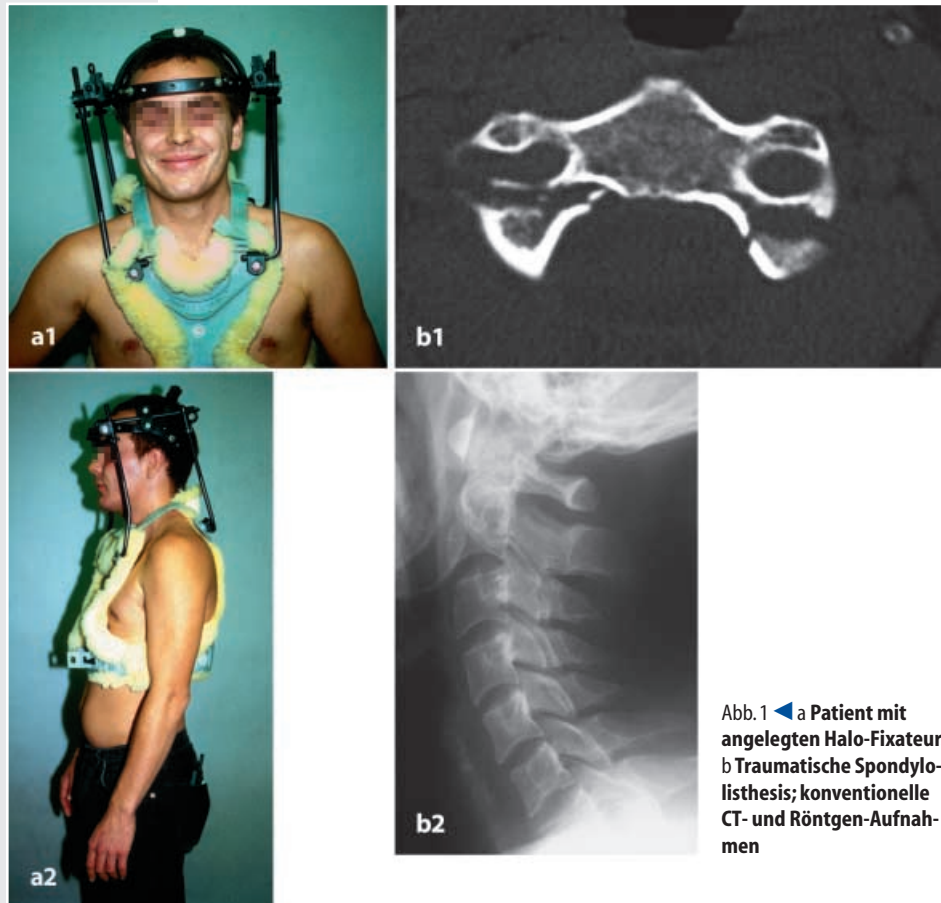 a1
b1
a2
b2
Abb. 1 ◀ a Patient mit
angelegten Halo-Fixateur
b Traumatische Spondylo-
listhesis; konventionelle
CT- und Röntgen-Aufnah-
men